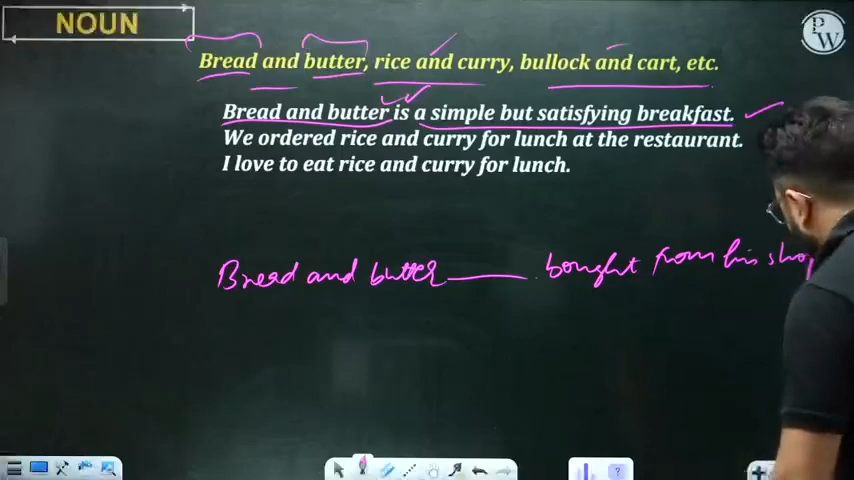 NOUN
P
W
Bread and butter, rice and curry, bullock and cart, etc.
Bread and butter is a simple but satisfying breakfast.
We ordered rice and curry for lunch at the restaurant.
I love to eat rice and curry for lunch.
Bread and butter ______ bought from his shop